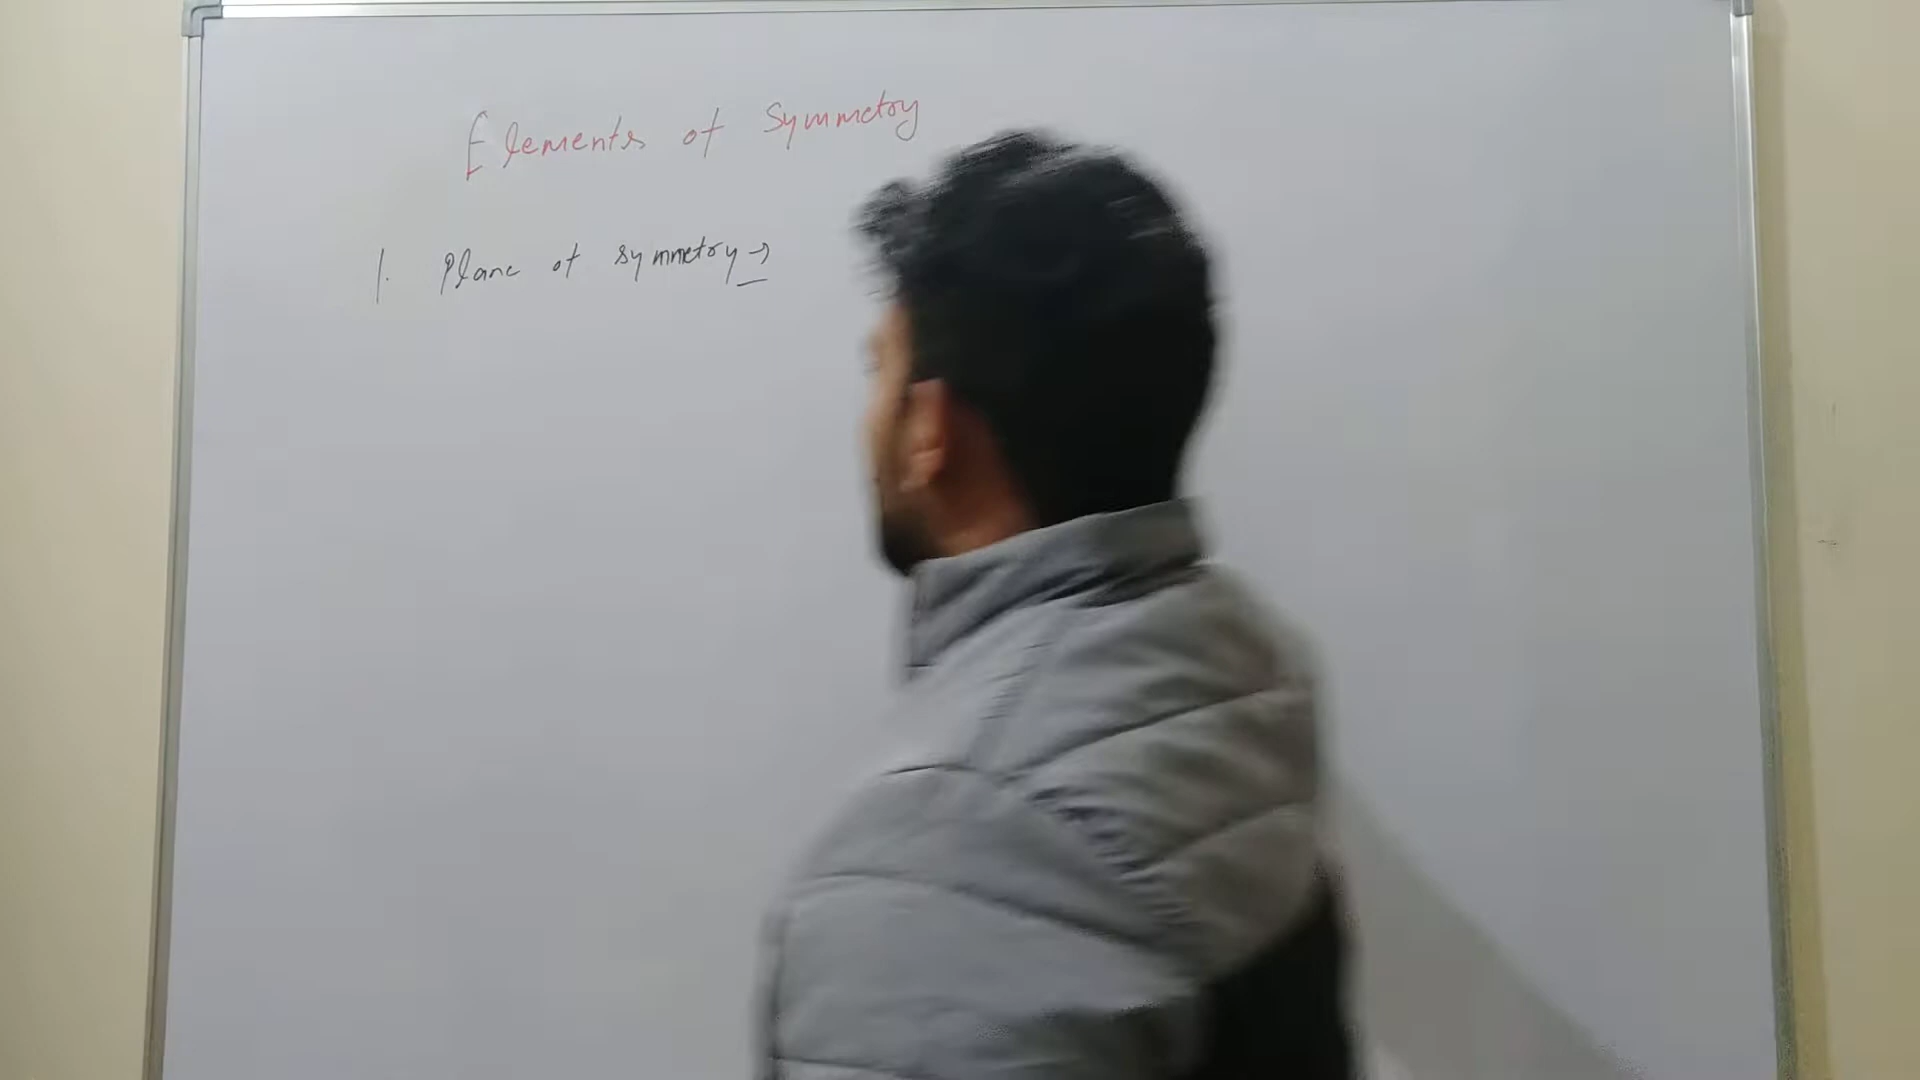 Elements of Symmetry
1. Plane of symmetry →